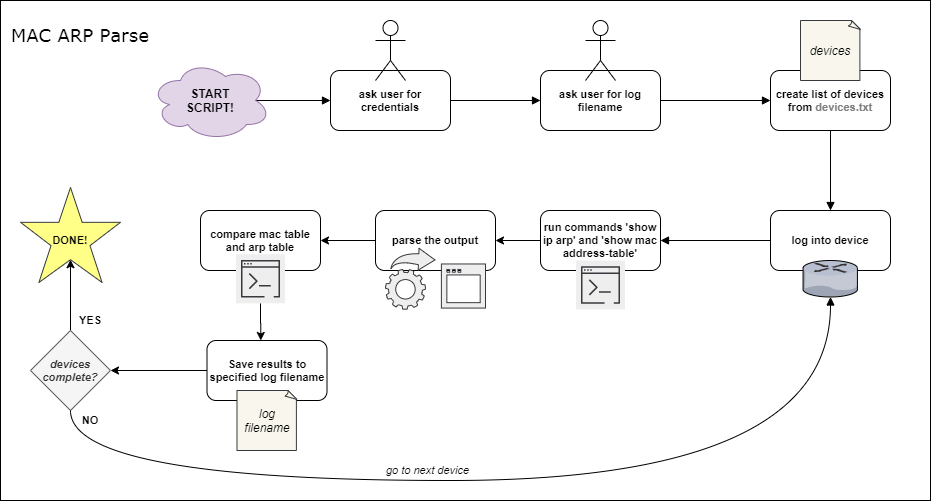 MAC ARP Parse
START
SCRIPT!
ask user for
credentials
ask user for log
filename
devices
create list of devices
from devices.txt
log into device
run commands 'show
ip arp' and 'show mac
address-table'
parse the output
compare mac table
and arp table
Save results to
specified log filename
log
filename
devices
complete?
YES
DONE!
NO
go to next device